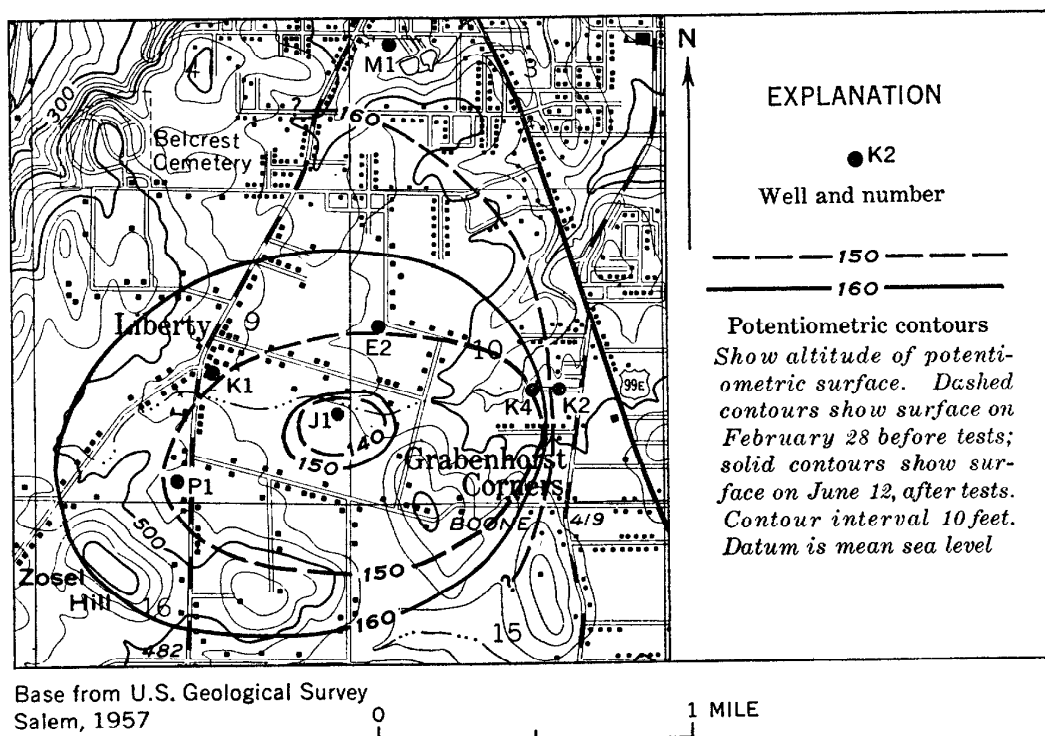 4
M1
3
300
?
160
Belcrest
Cemetery
Liberty
9
E2
10
K1
K4
K2
99E
J1
40
150
Grabenhorst
Corners
P1
BOONE
419
500
150
?
Zosel
Hill
16
160
15
482
N
EXPLANATION
K2
Well and number
150
160
Potentiometric contours
Show altitude of potenti-
ometric surface. Dashed
contours show surface on
February 28 before tests;
solid contours show sur-
face on June 12, after tests.
Contour interval 10 feet.
Datum is mean sea level
Base from U.S. Geological Survey
Salem, 1957
0
1 MILE